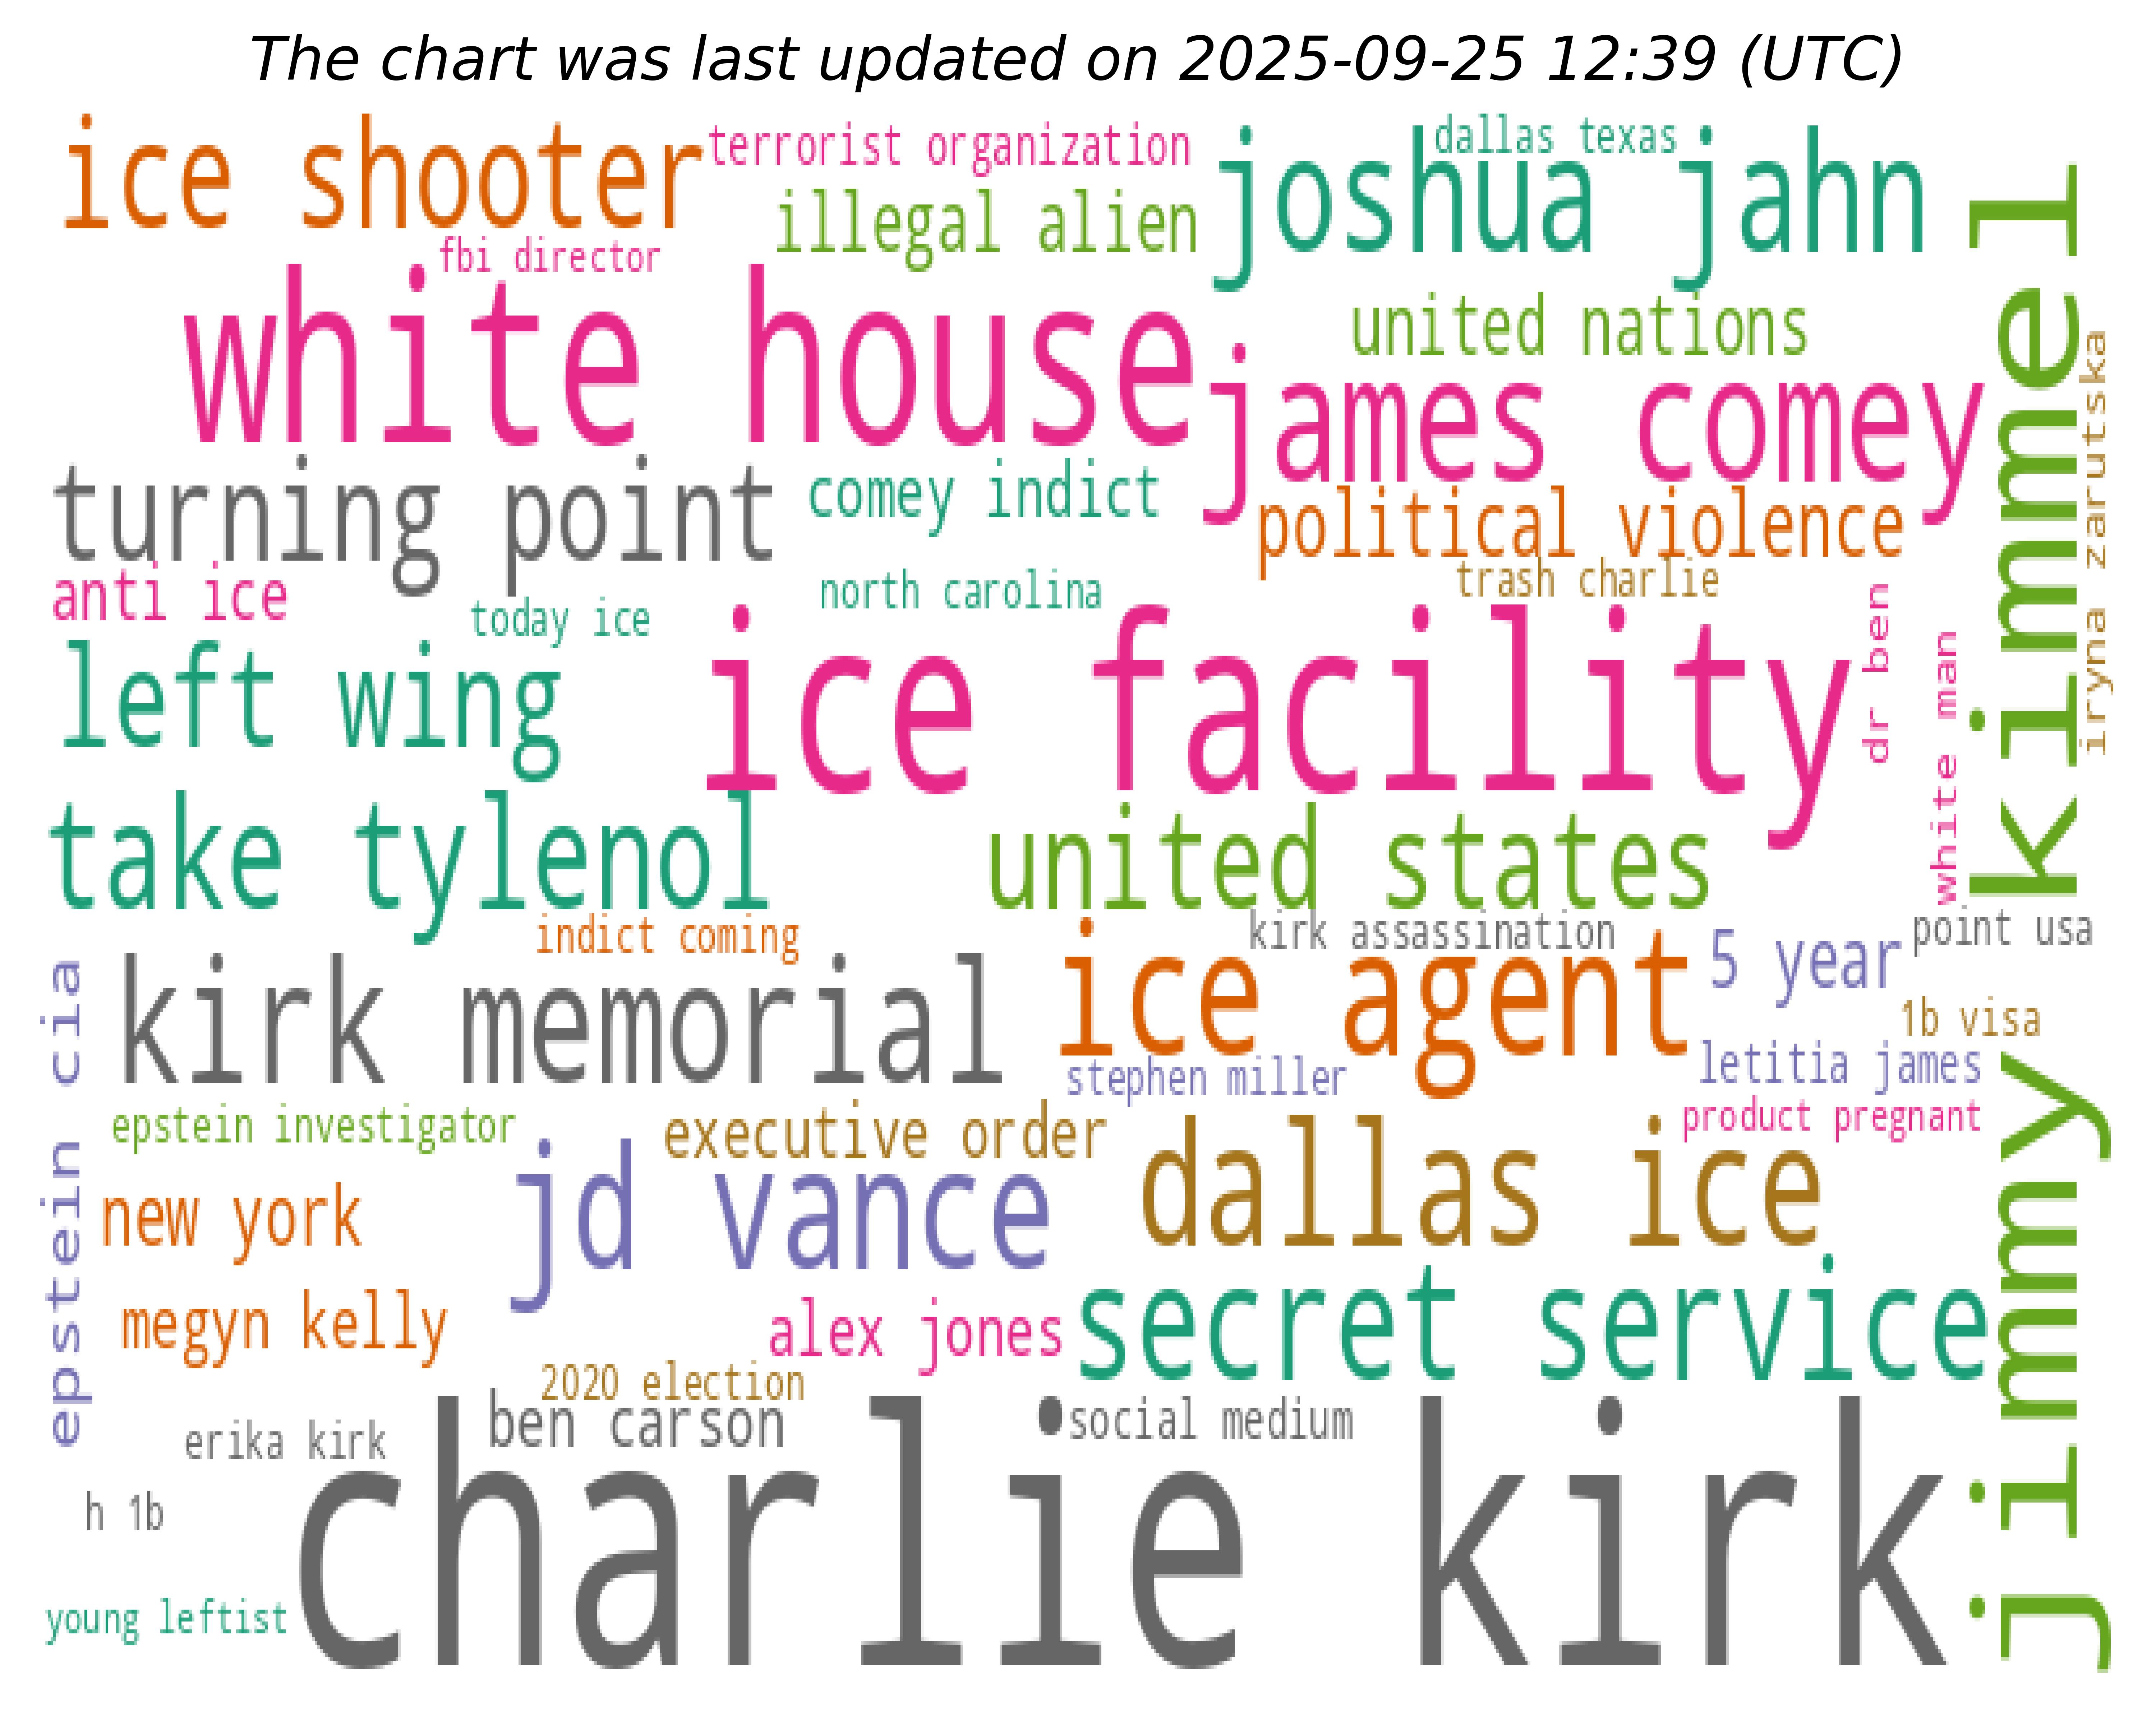 The chart was last updated on 2025-09-25 12:39 (UTC)
ice shooter
terrorist organization
dallas texas
joshua jahn
illegal alien
fbi director
white house
united nations
james comey
jimmy kimmel
iryna zarutska
turning point
comey indict
political violence
trash charlie
anti ice
today ice
north carolina
left wing
ice facility
dr ben
white man
take tylenol
united states
indict coming
kirk assassination
point usa
kirk memorial
ice agent
5 year
1b visa
epstein cia
stephen miller
letitia james
product pregnant
epstein investigator
executive order
jd vance
dallas ice
new york
megyn kelly
alex jones
secret service
2020 election
ben carson
social medium
erika kirk
charlie kirk
h 1b
young leftist